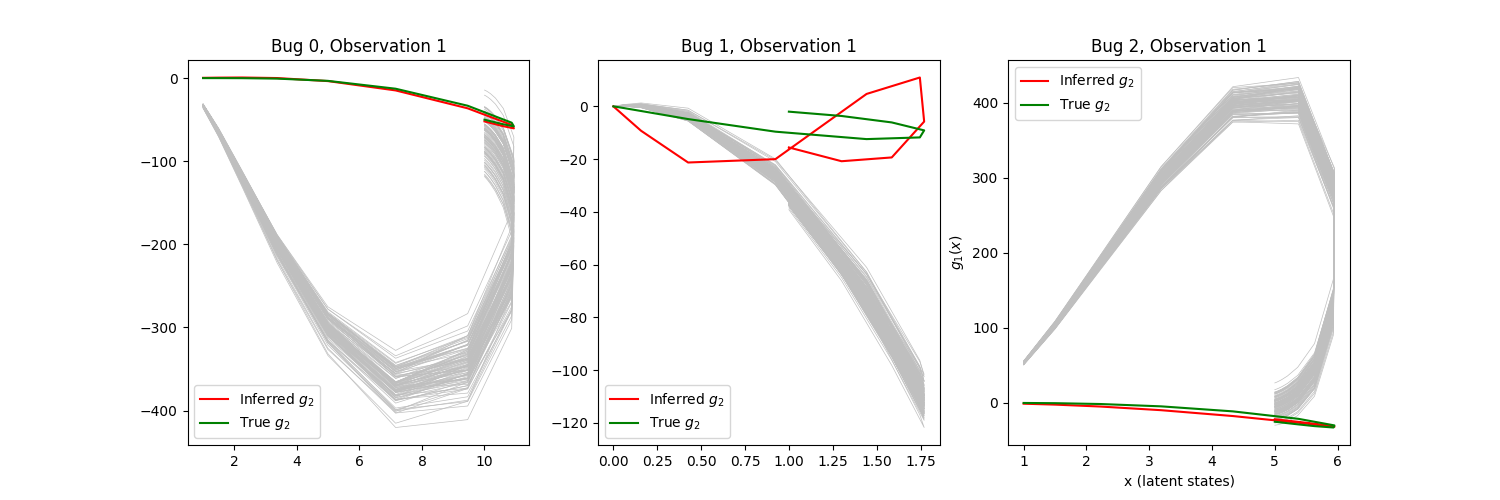 Bug 0, Observation 1
0
−100
−200
−300
−400
2 4 6 8 10
Inferred g₂
True g₂
Bug 1, Observation 1
0
−20
−40
−60
−80
−100
−120
0.00 0.25 0.50 0.75 1.00 1.25 1.50 1.75
Inferred g₂
True g₂
Bug 2, Observation 1
Inferred g₂
True g₂
400
300
200
100
0
g₁(x)
1 2 3 4 5 6
x (latent states)